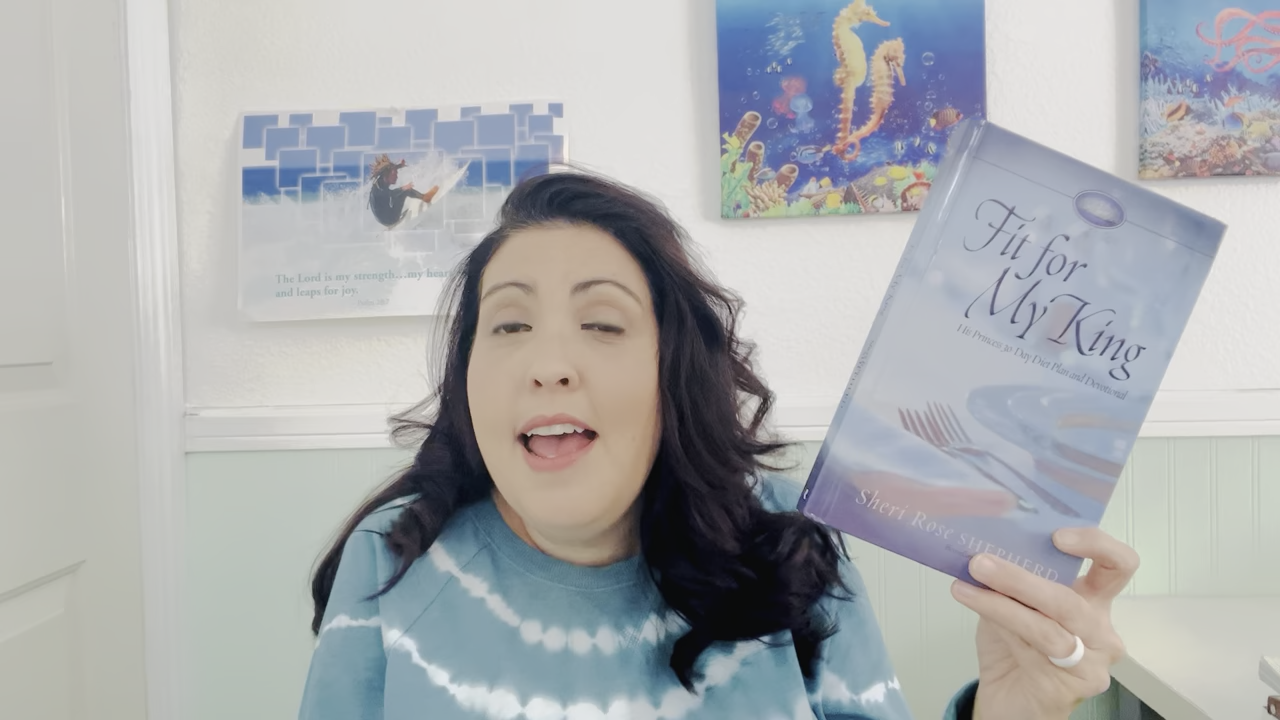 The Lord is my strength...my heart
and leaps for joy.
Fit for
My King
His Princess 30 Day Diet Plan and Devotional
Sheri Rose SHEPHERD